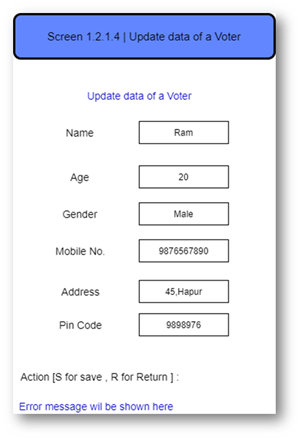 Screen 1.2.1.4 | Update data of a Voter
Update data of a Voter
Name Ram
Age 20
Gender Male
Mobile No. 9876567890
Address 45,Hapur
Pin Code 9898976
Action [S for save , R for Return ] :
Error message wil be shown here